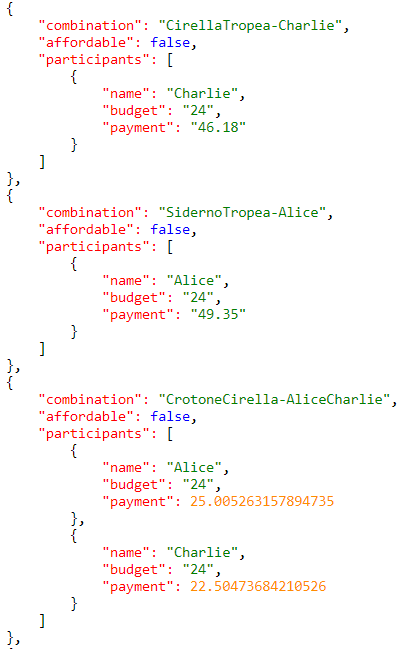 {
"combination": "CirellaTropea-Charlie",
"affordable": false,
"participants": [
{
"name": "Charlie",
"budget": "24",
"payment": "46.18"
}
]
},
{
"combination": "SidernoTropea-Alice",
"affordable": false,
"participants": [
{
"name": "Alice",
"budget": "24",
"payment": "49.35"
}
]
},
{
"combination": "CrotoneCirella-AliceCharlie",
"affordable": false,
"participants": [
{
"name": "Alice",
"budget": "24",
"payment": 25.005263157894735
},
{
"name": "Charlie",
"budget": "24",
"payment": 22.50473684210526
}
]
},